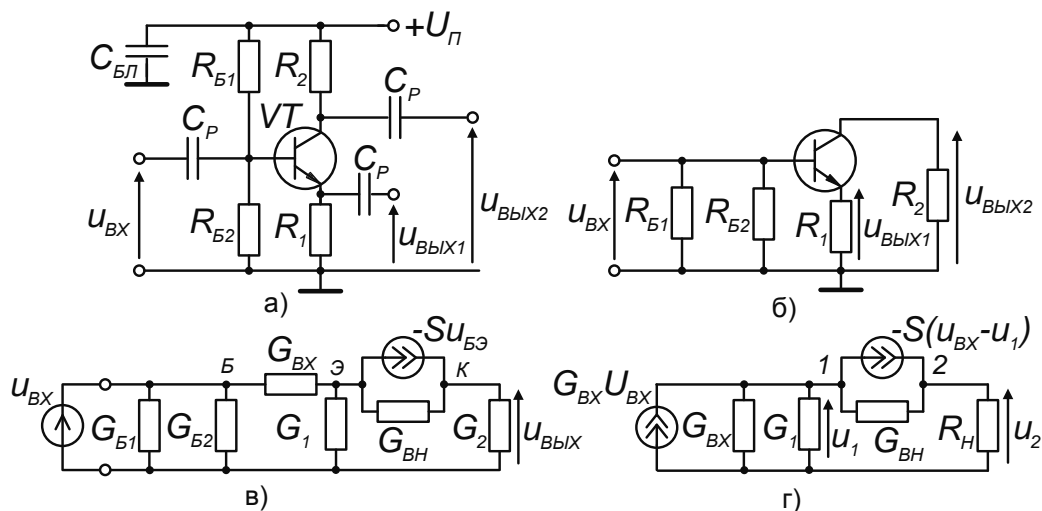 +U_П
C_БЛ
R_Б1
R_2
C_Р
C_Р
VT
C_Р
u_ВХ
R_Б2
R_1
u_ВЫХ1
u_ВЫХ2
а)
u_ВХ
R_Б1
R_Б2
R_1
u_ВЫХ1
R_2
u_ВЫХ2
б)
u_ВХ
G_Б1
G_Б2
Б
G_ВХ
Э
G_1
-Su_БЭ
G_ВН
К
G_2
u_ВЫХ
в)
G_ВХU_ВХ
G_ВХ
G_1
u_1
1
-S(u_ВХ-u_1)
2
G_ВН
R_Н
u_2
г)